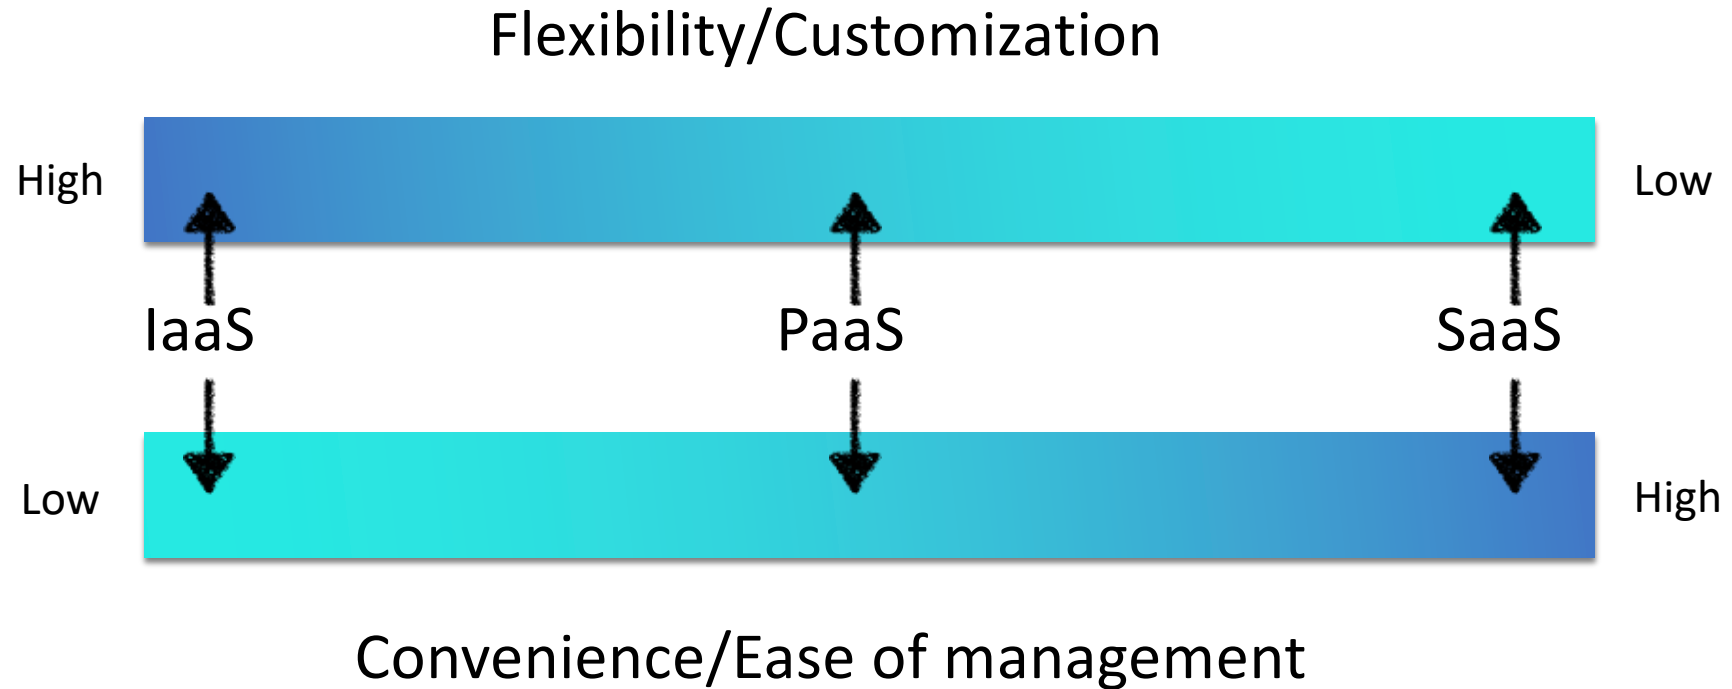 Flexibility/Customization
High
Low
IaaS
PaaS
SaaS
Low
High
Convenience/Ease of management